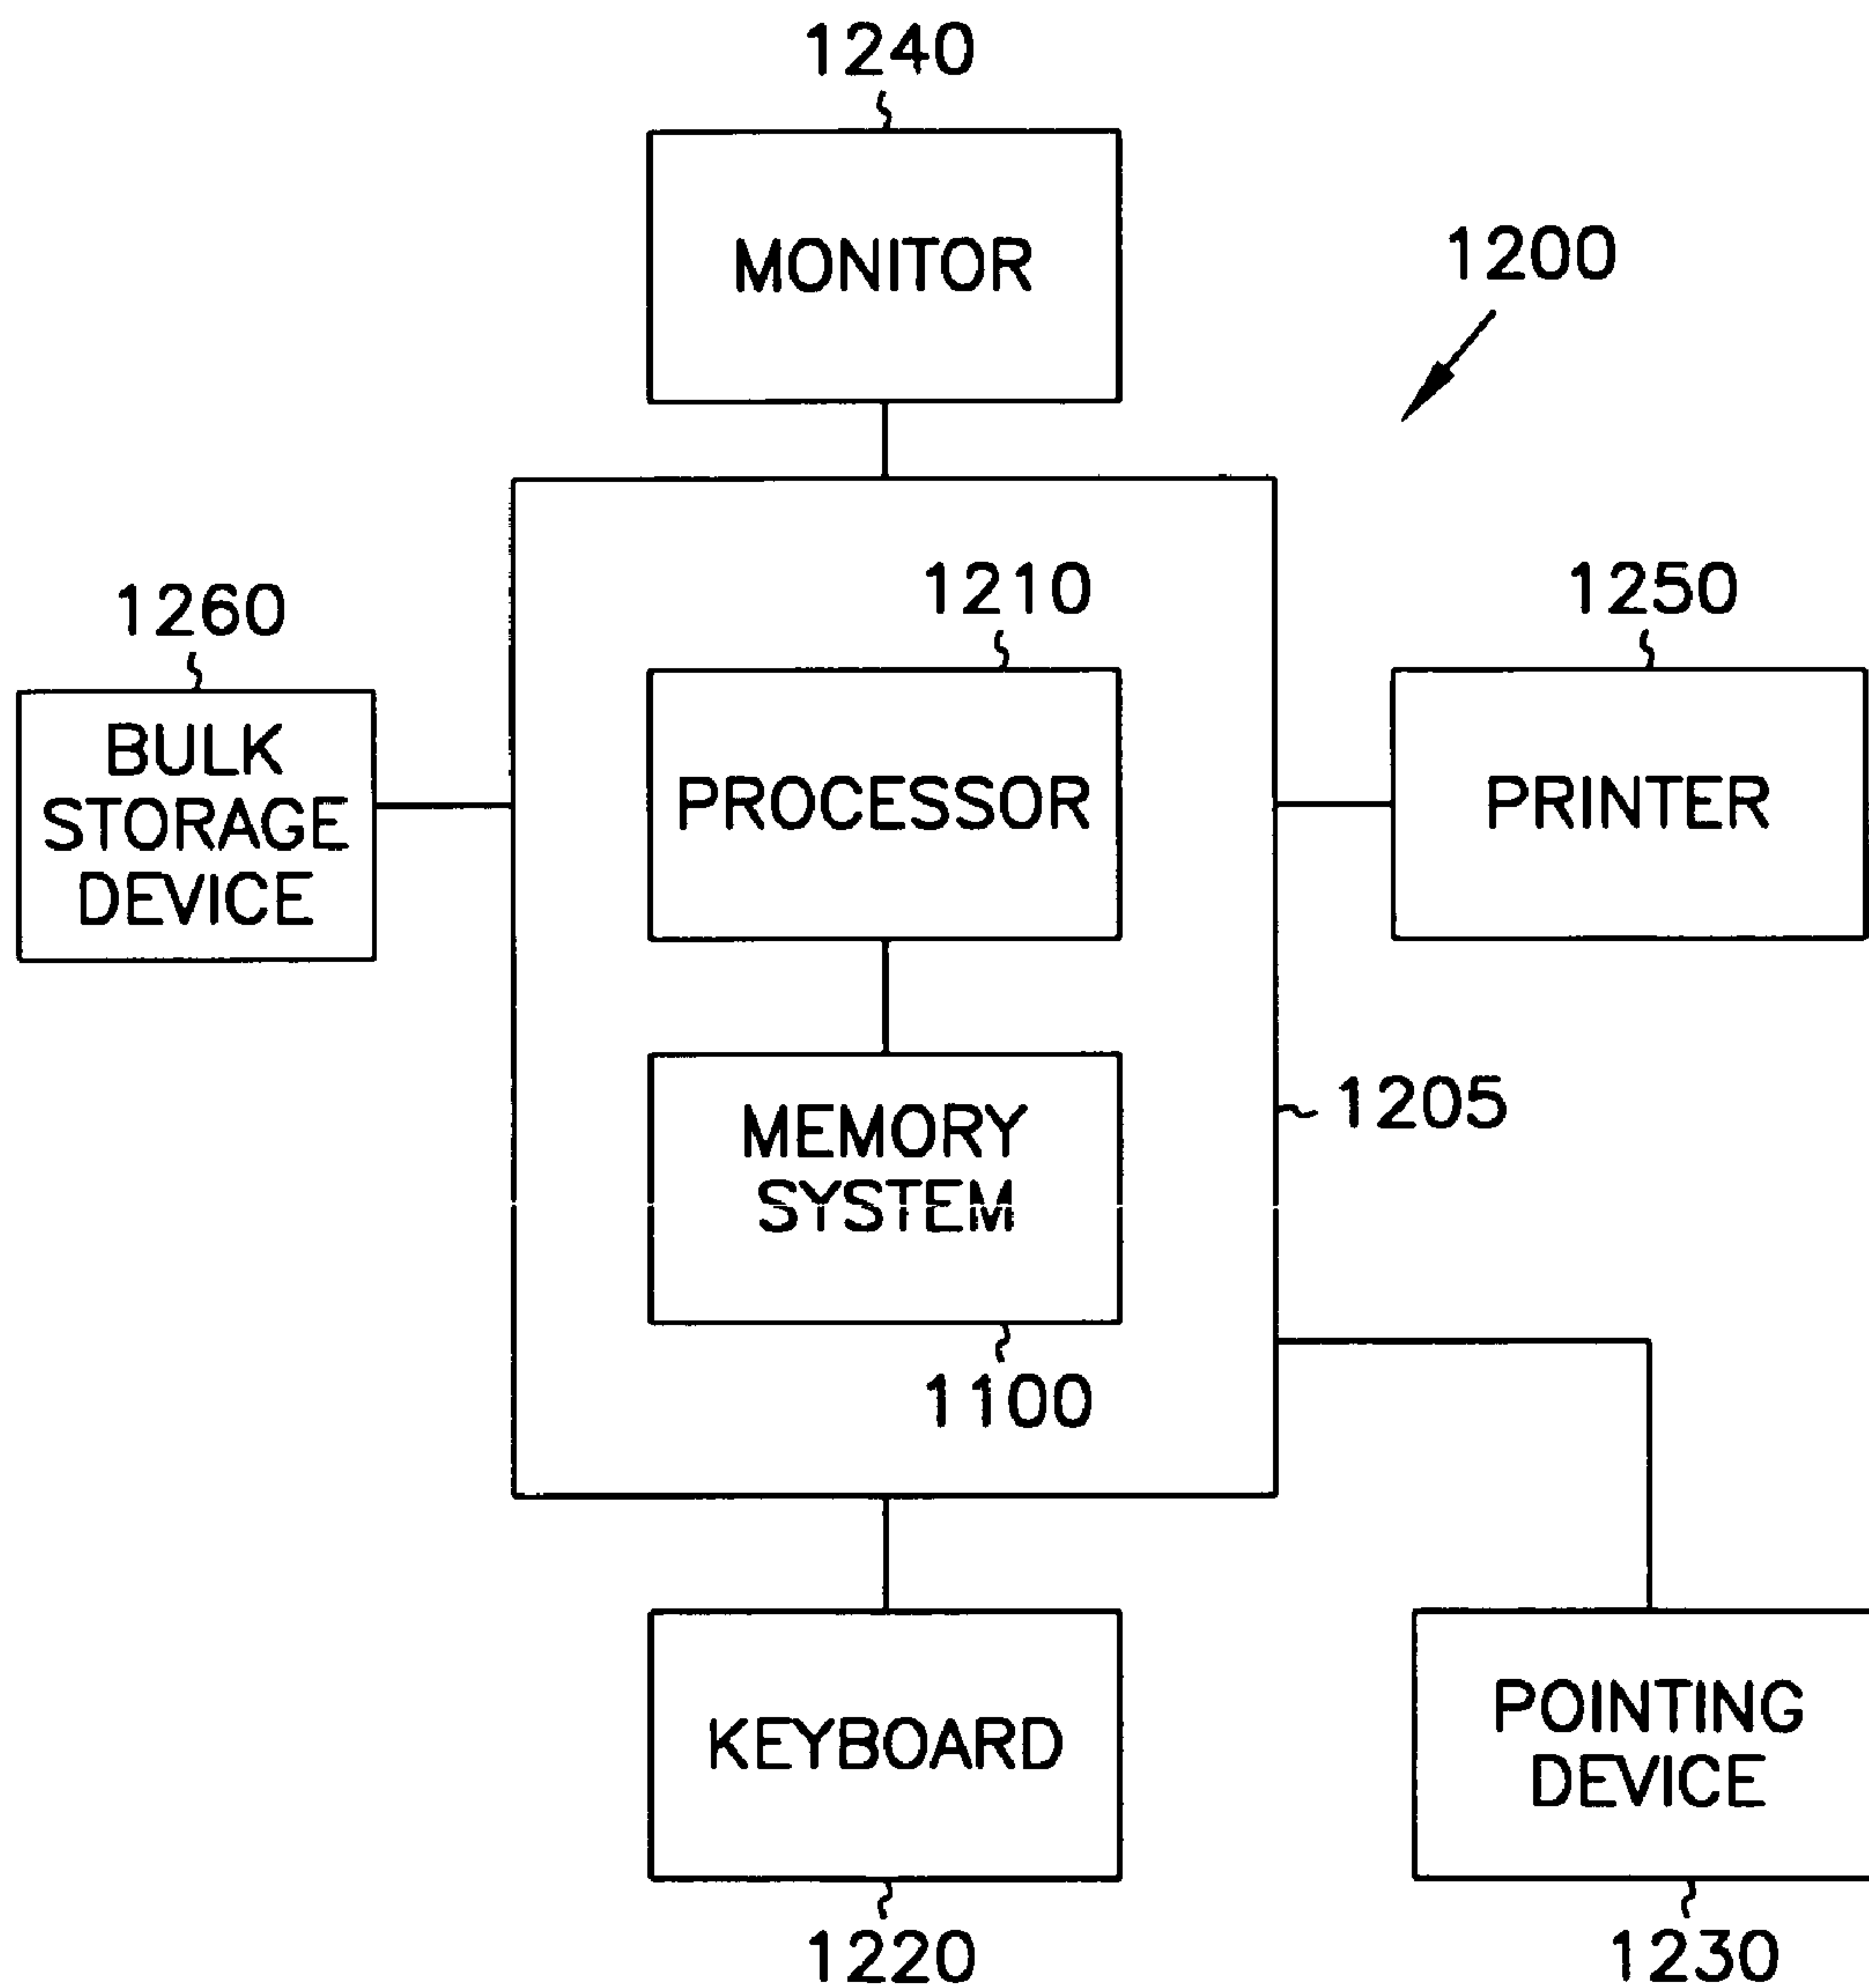 1240
MONITOR
1200
1260
1210
1250
BULK
STORAGE
DEVICE
PROCESSOR
PRINTER
MEMORY
SYSTEM
1205
1100
KEYBOARD
POINTING
DEVICE
1220
1230